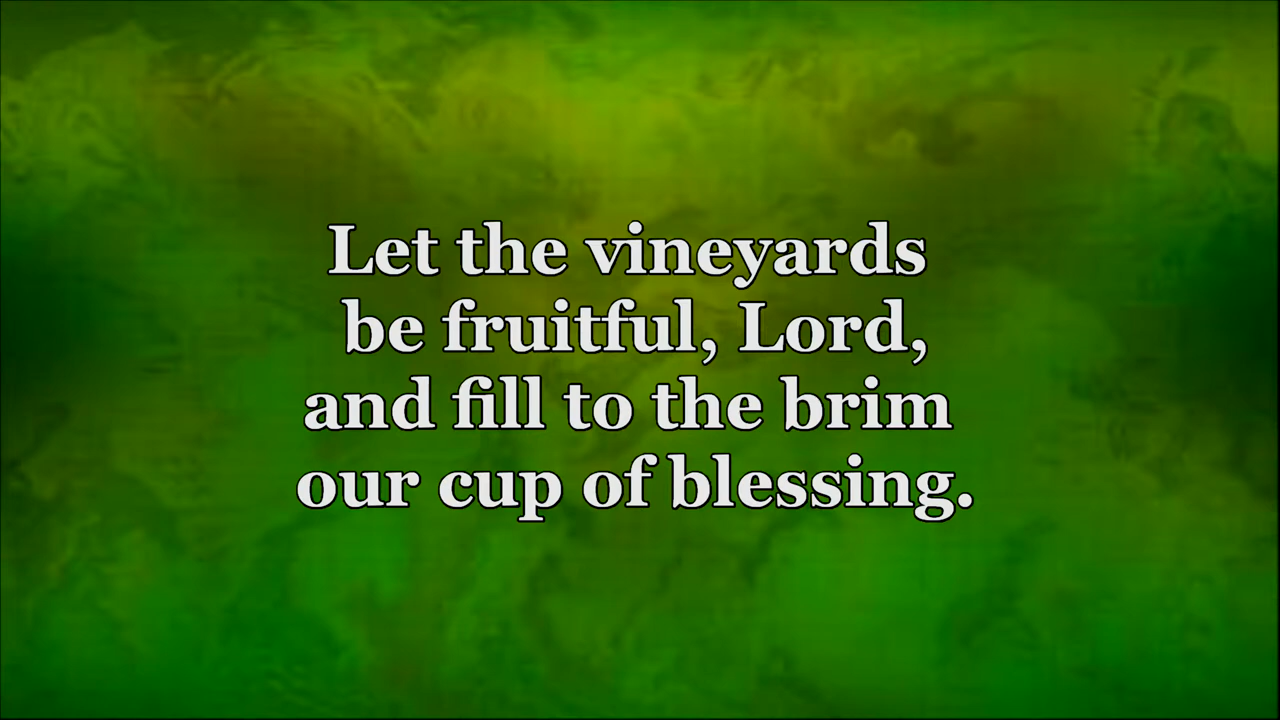 Let the vineyards
be fruitful, Lord,
and fill to the brim
our cup of blessing.